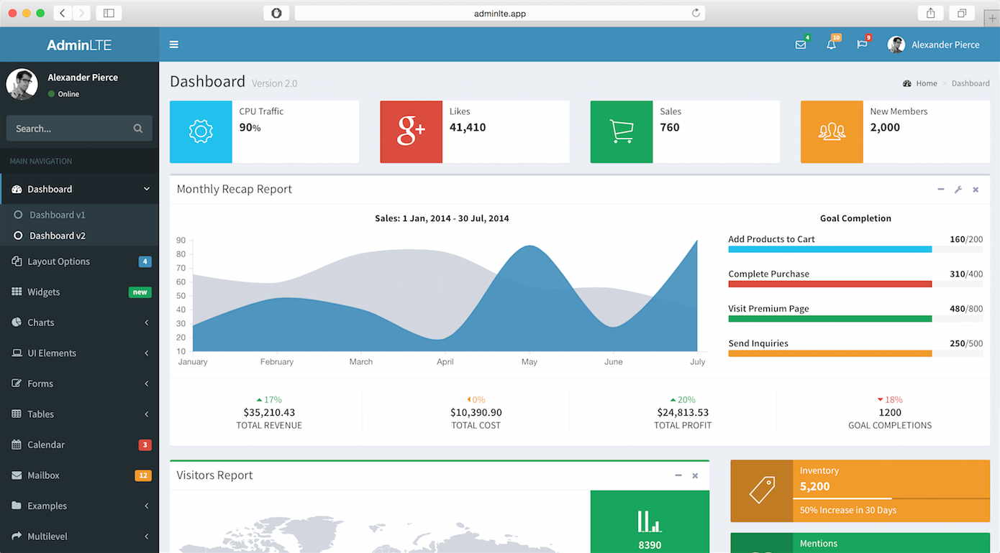 adminlte.app
AdminLTE
4
10
9
Alexander Pierce
Alexander Pierce
Online
Search...
MAIN NAVIGATION
Dashboard
Dashboard v1
Dashboard v2
Layout Options 4
Widgets new
Charts
UI Elements
Forms
Tables
Calendar 3
Mailbox 12
Examples
Multilevel
Dashboard Version 2.0
Home > Dashboard
CPU Traffic
90%
g+
Likes
41,410
Sales
760
New Members
2,000
Monthly Recap Report
Sales: 1 Jan, 2014 - 30 Jul, 2014
90
80
70
60
50
40
30
20
10
January February March April May June July
Goal Completion
Add Products to Cart 160/200
Complete Purchase 310/400
Visit Premium Page 480/800
Send Inquiries 250/500
17%
$35,210.43
TOTAL REVENUE
0%
$10,390.90
TOTAL COST
20%
$24,813.53
TOTAL PROFIT
18%
1200
GOAL COMPLETIONS
Visitors Report
8390
Inventory
5,200
50% Increase in 30 Days
Mentions